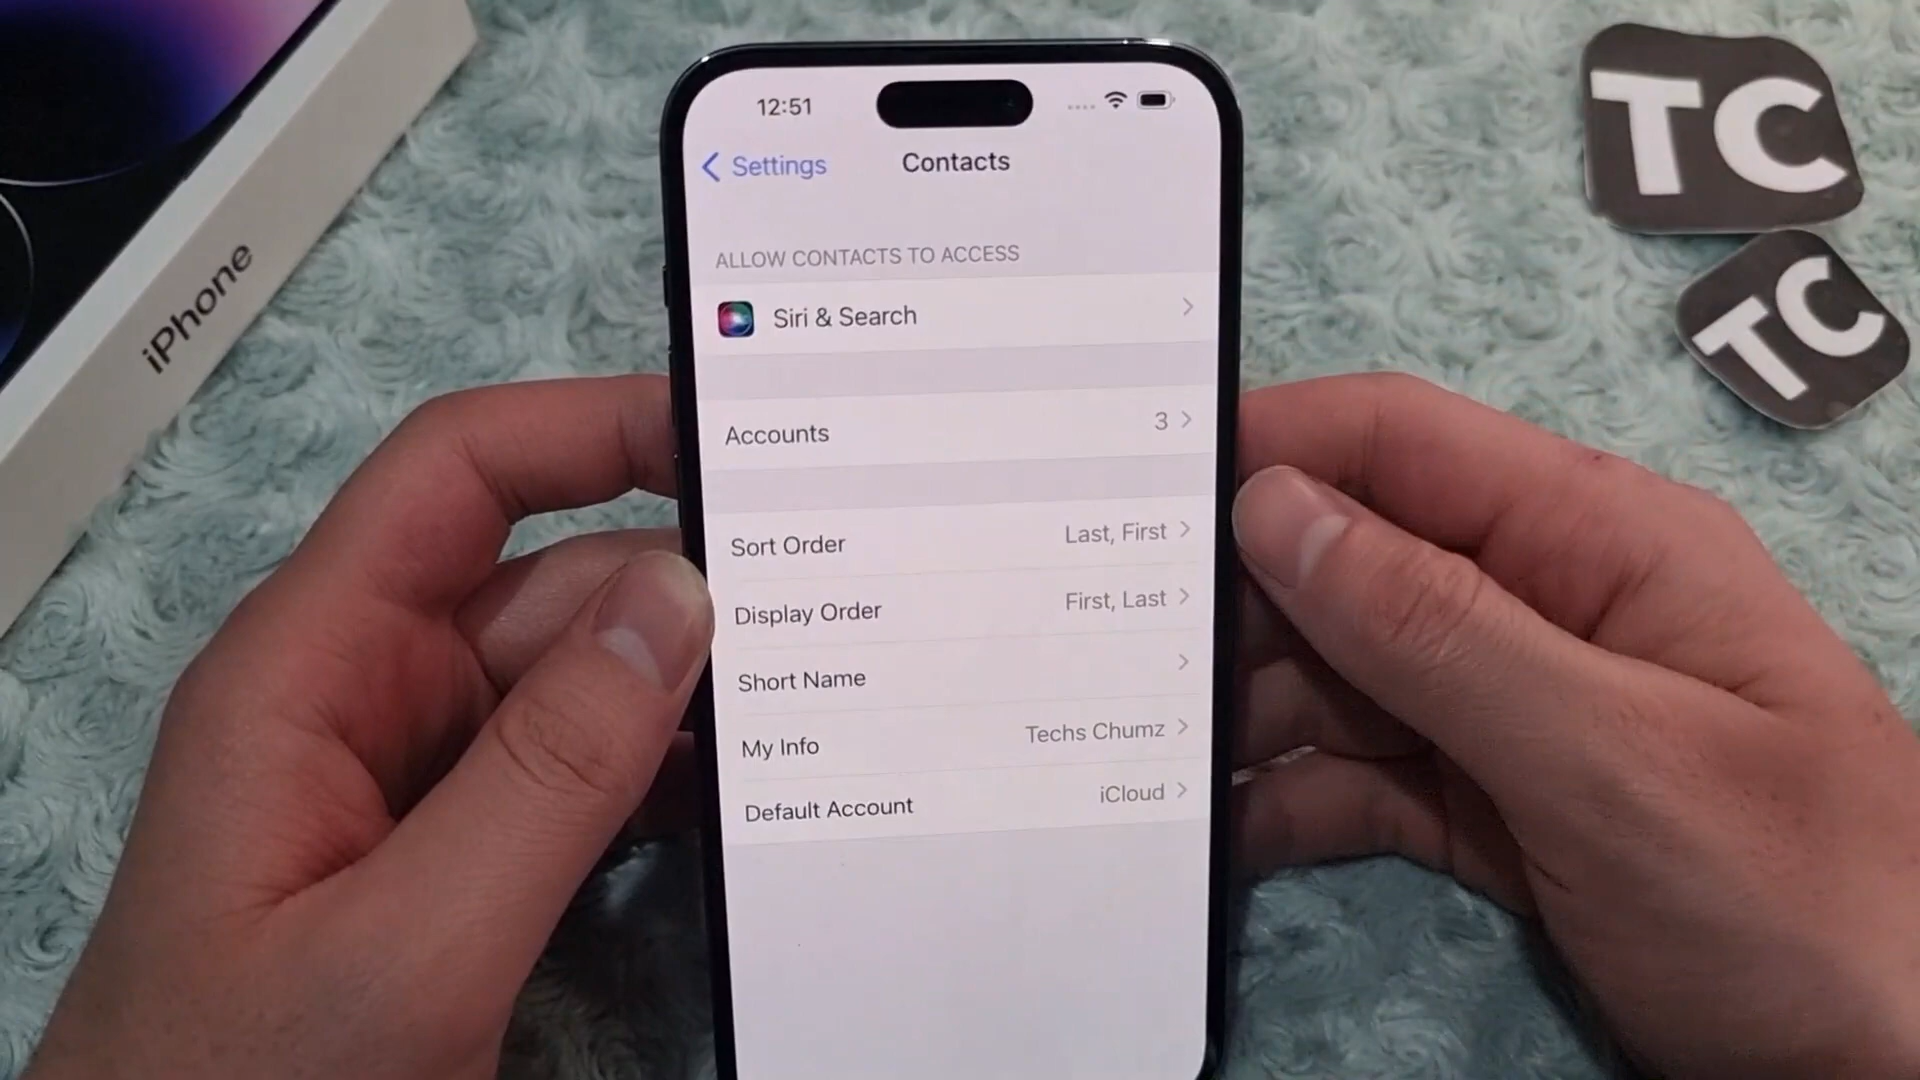 iPhone
TC
TC
12:51
Settings
Contacts
ALLOW CONTACTS TO ACCESS
Siri & Search
Accounts 3
Sort Order Last, First
Display Order First, Last
Short Name
My Info Techs Chumz
Default Account iCloud